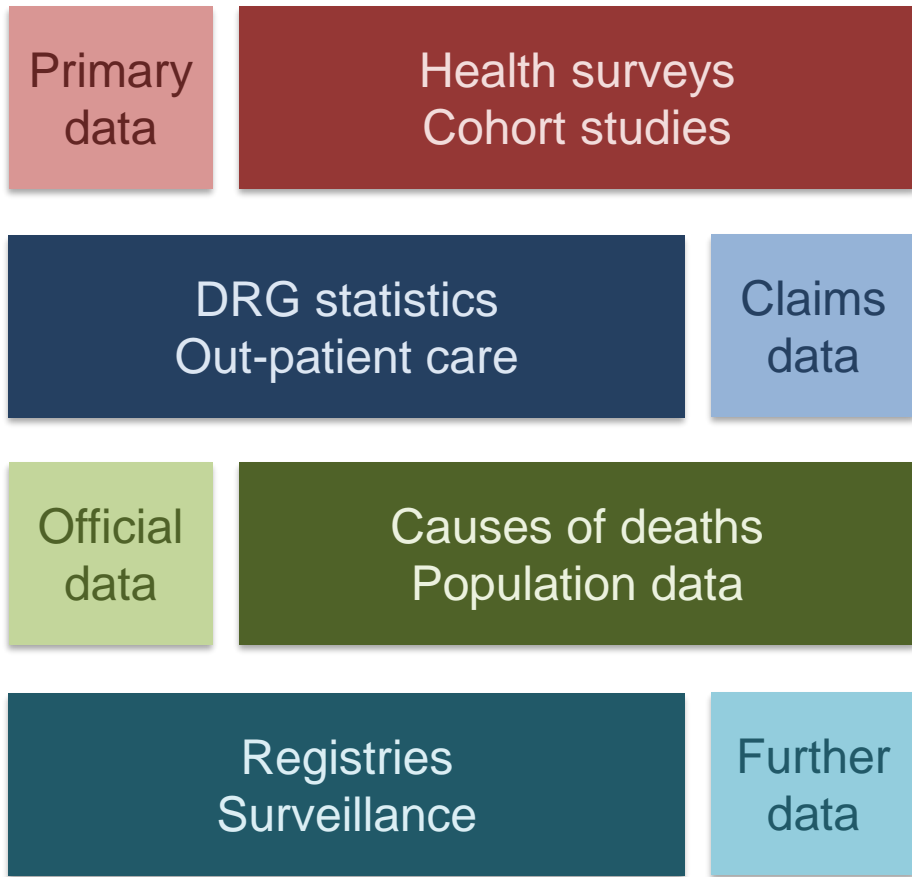 Primary
data
Health surveys
Cohort studies
DRG statistics
Out-patient care
Claims
data
Official
data
Causes of deaths
Population data
Registries
Surveillance
Further
data